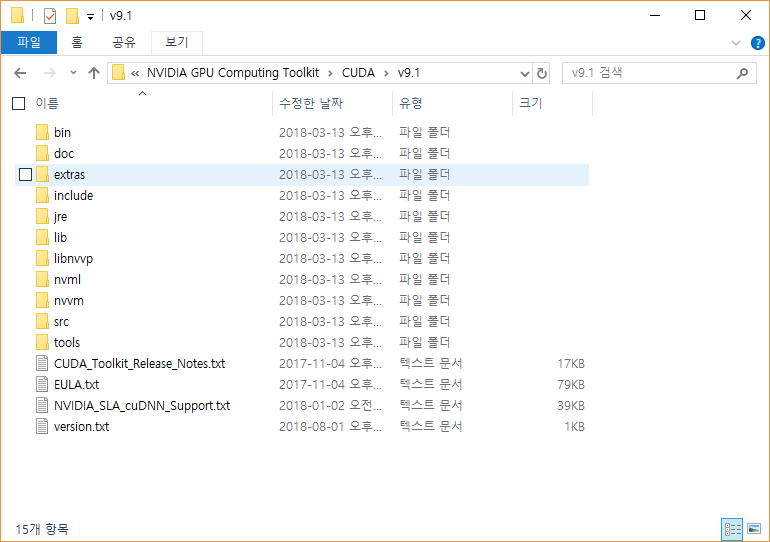 v9.1
파일 홈 공유 보기
« NVIDIA GPU Computing Toolkit > CUDA > v9.1 v9.1 검색
이름 수정한 날짜 유형 크기
bin 2018-03-13 오후... 파일 폴더
doc 2018-03-13 오후... 파일 폴더
extras 2018-03-13 오후... 파일 폴더
include 2018-03-13 오후... 파일 폴더
jre 2018-03-13 오후... 파일 폴더
lib 2018-03-13 오후... 파일 폴더
libnvvp 2018-03-13 오후... 파일 폴더
nvml 2018-03-13 오후... 파일 폴더
nvvm 2018-03-13 오후... 파일 폴더
src 2018-03-13 오후... 파일 폴더
tools 2018-03-13 오후... 파일 폴더
CUDA_Toolkit_Release_Notes.txt 2017-11-04 오후... 텍스트 문서 17KB
EULA.txt 2017-11-04 오후... 텍스트 문서 79KB
NVIDIA_SLA_cuDNN_Support.txt 2018-01-02 오전... 텍스트 문서 39KB
version.txt 2018-08-01 오후... 텍스트 문서 1KB
15개 항목